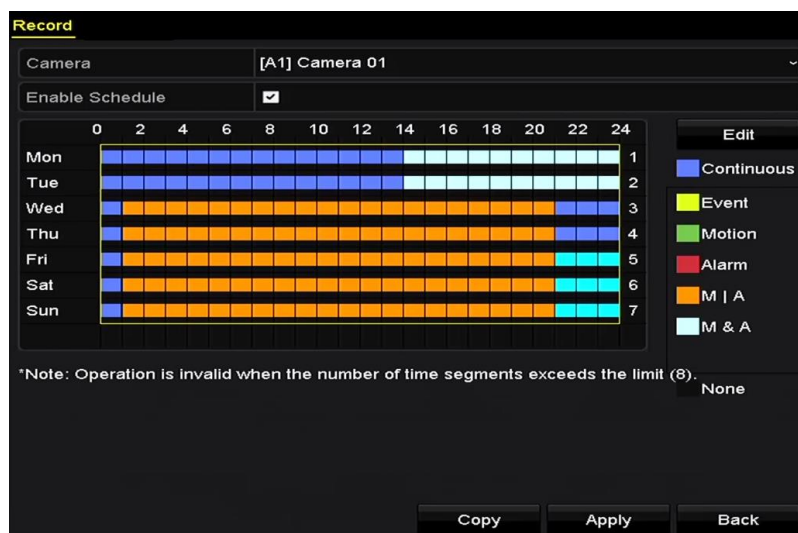 Record
Camera [A1] Camera 01
Enable Schedule
0 2 4 6 8 10 12 14 16 18 20 22 24
Edit
Mon 1
Continuous
Tue 2
Wed 3
Event
Thu 4
Motion
Fri 5
Alarm
Sat 6
M | A
Sun 7
M & A
*Note: Operation is invalid when the number of time segments exceeds the limit (8).
None
Copy Apply Back